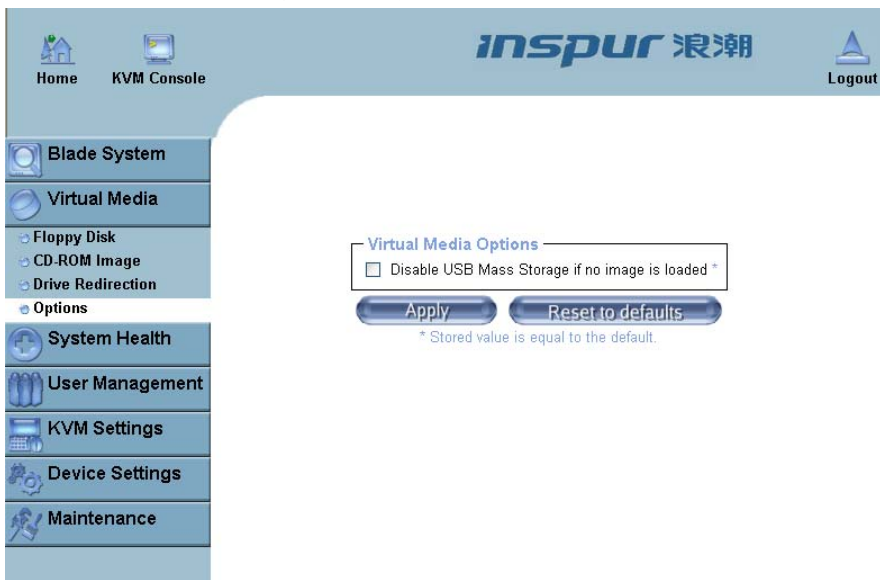 Home
KVM Console
inspur 浪潮
Logout
Blade System
Virtual Media
Floppy Disk
CD-ROM Image
Drive Redirection
Options
System Health
User Management
KVM Settings
Device Settings
Maintenance
Virtual Media Options
Disable USB Mass Storage if no image is loaded *
Apply
Reset to defaults
* Stored value is equal to the default.